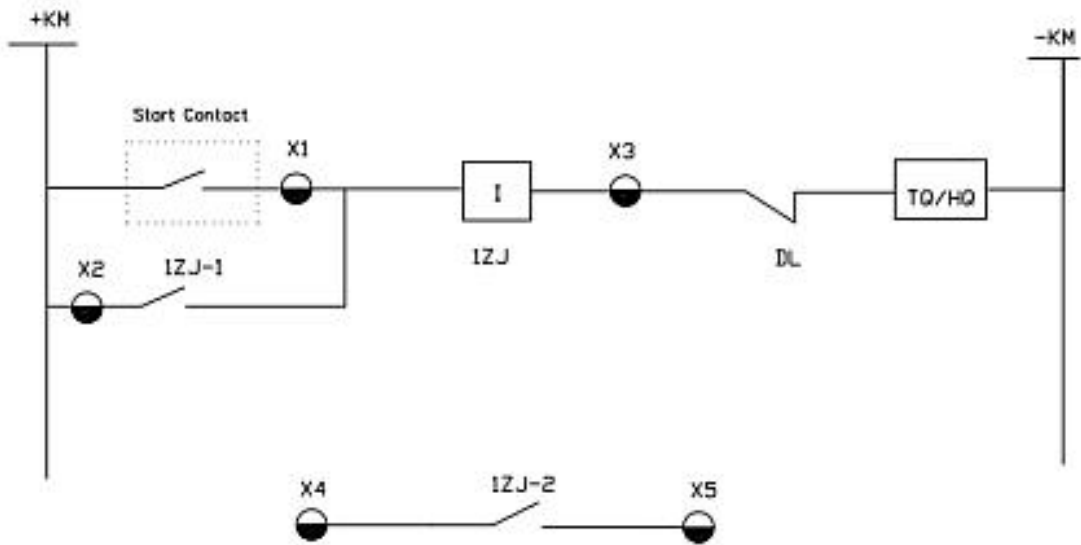 +KM
-KM
Start Contact
X1
X3
I
TQ/HQ
1ZJ
DL
X2
1ZJ-1
X4
1ZJ-2
X5